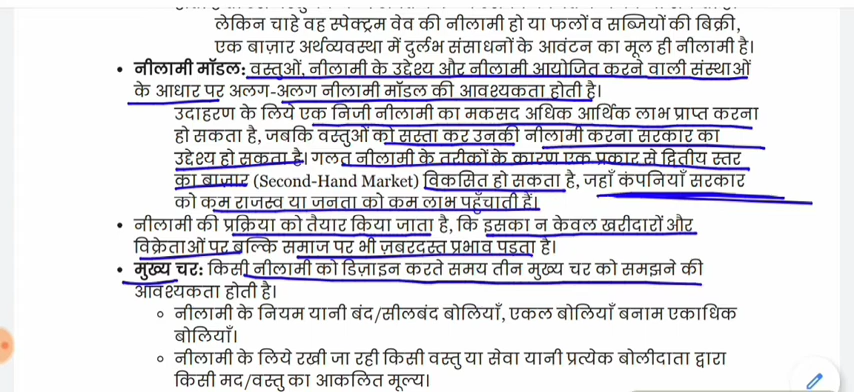 लेकिन चाहे वह स्पेक्ट्रम वेव की नीलामी हो या फलों व सब्जियों की बिक्री,
एक बाज़ार अर्थव्यवस्था में दुर्लभ संसाधनों के आवंटन का मूल ही नीलामी है।
• नीलामी मॉडल: वस्तुओं, नीलामी के उद्देश्य और नीलामी आयोजित करने वाली संस्थाओं
के आधार पर अलग-अलग नीलामी मॉडल की आवश्यकता होती है।
उदाहरण के लिये एक निजी नीलामी का मकसद अधिक आर्थिक लाभ प्राप्त करना
हो सकता है, जबकि वस्तुओं को सस्ता कर उनकी नीलामी करना सरकार का
उद्देश्य हो सकता है। गलत नीलामी के तरीकों के कारण एक प्रकार से द्वितीय स्तर
का बाज़ार (Second-Hand Market) विकसित हो सकता है, जहाँ कंपनियाँ सरकार
को कम राजस्व या जनता को कम लाभ पहुँचाती हैं।
• नीलामी की प्रक्रिया को तैयार किया जाता है, कि इसका न केवल खरीदारों और
विक्रेताओं पर बल्कि समाज पर भी ज़बरदस्त प्रभाव पड़ता है।
• मुख्य चर: किसी नीलामी को डिज़ाइन करते समय तीन मुख्य चर को समझने की
आवश्यकता होती है।
० नीलामी के नियम यानी बंद/सीलबंद बोलियाँ, एकल बोलियाँ बनाम एकाधिक
बोलियाँ।
० नीलामी के लिये रखी जा रही किसी वस्तु या सेवा यानी प्रत्येक बोलीदाता द्वारा
किसी मद/वस्तु का आकलित मूल्य।